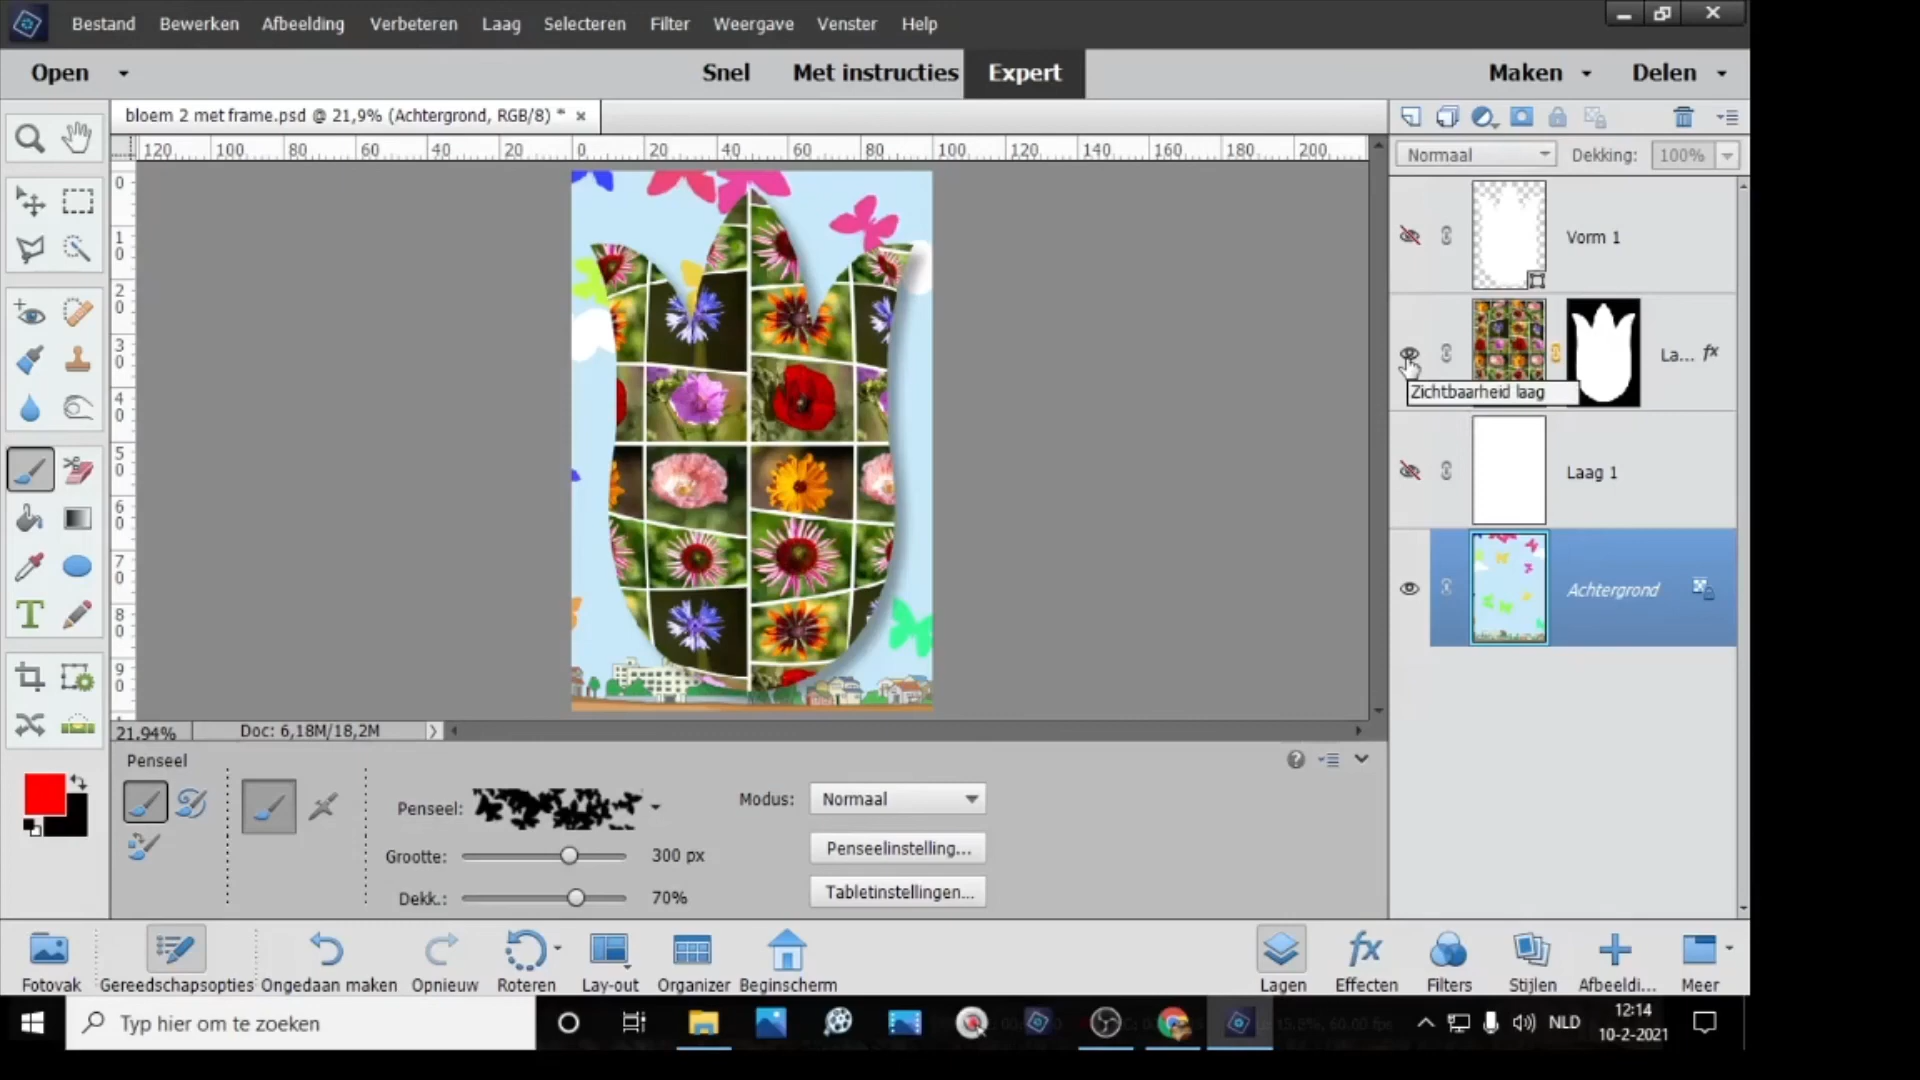 Bestand Bewerken Afbeelding Verbeteren Laag Selecteren Filter Weergave Venster Help
Open Snel Met instructies Expert Maken Delen
bloem 2 met frame.psd @ 21,9% (Achtergrond, RGB/8) * ×
120 100 80 60 40 20 0 20 40 60 80 100 120 140 160 180 200
Normaal Dekking: 100%
0
10
20
30
40
50
60
70
80
90
Vorm 1
La... fx
Zichtbaarheid laag
Laag 1
Achtergrond
21,94% Doc: 6,18M/18,2M
Penseel
Penseel: Modus: Normaal
Grootte: 300 px Penseelinstelling...
Dekk.: 70% Tabletinstellingen...
Fotovak Gereedschapsopties Ongedaan maken Opnieuw Roteren Lay-out Organizer Beginscherm Lagen Effecten Filters Stijlen Afbeeldi... Meer
Typ hier om te zoeken NLD 12:14
10-2-2021